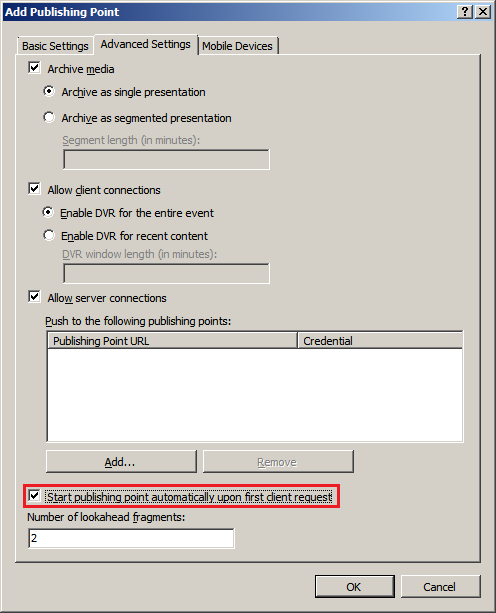 Add Publishing Point
Basic Settings Advanced Settings Mobile Devices
Archive media
Archive as single presentation
Archive as segmented presentation
Segment length (in minutes):
Allow client connections
Enable DVR for the entire event
Enable DVR for recent content
DVR window length (in minutes):
Allow server connections
Push to the following publishing points:
Publishing Point URL Credential
Add... Remove
Start publishing point automatically upon first client request
Number of lookahead fragments:
2
OK Cancel